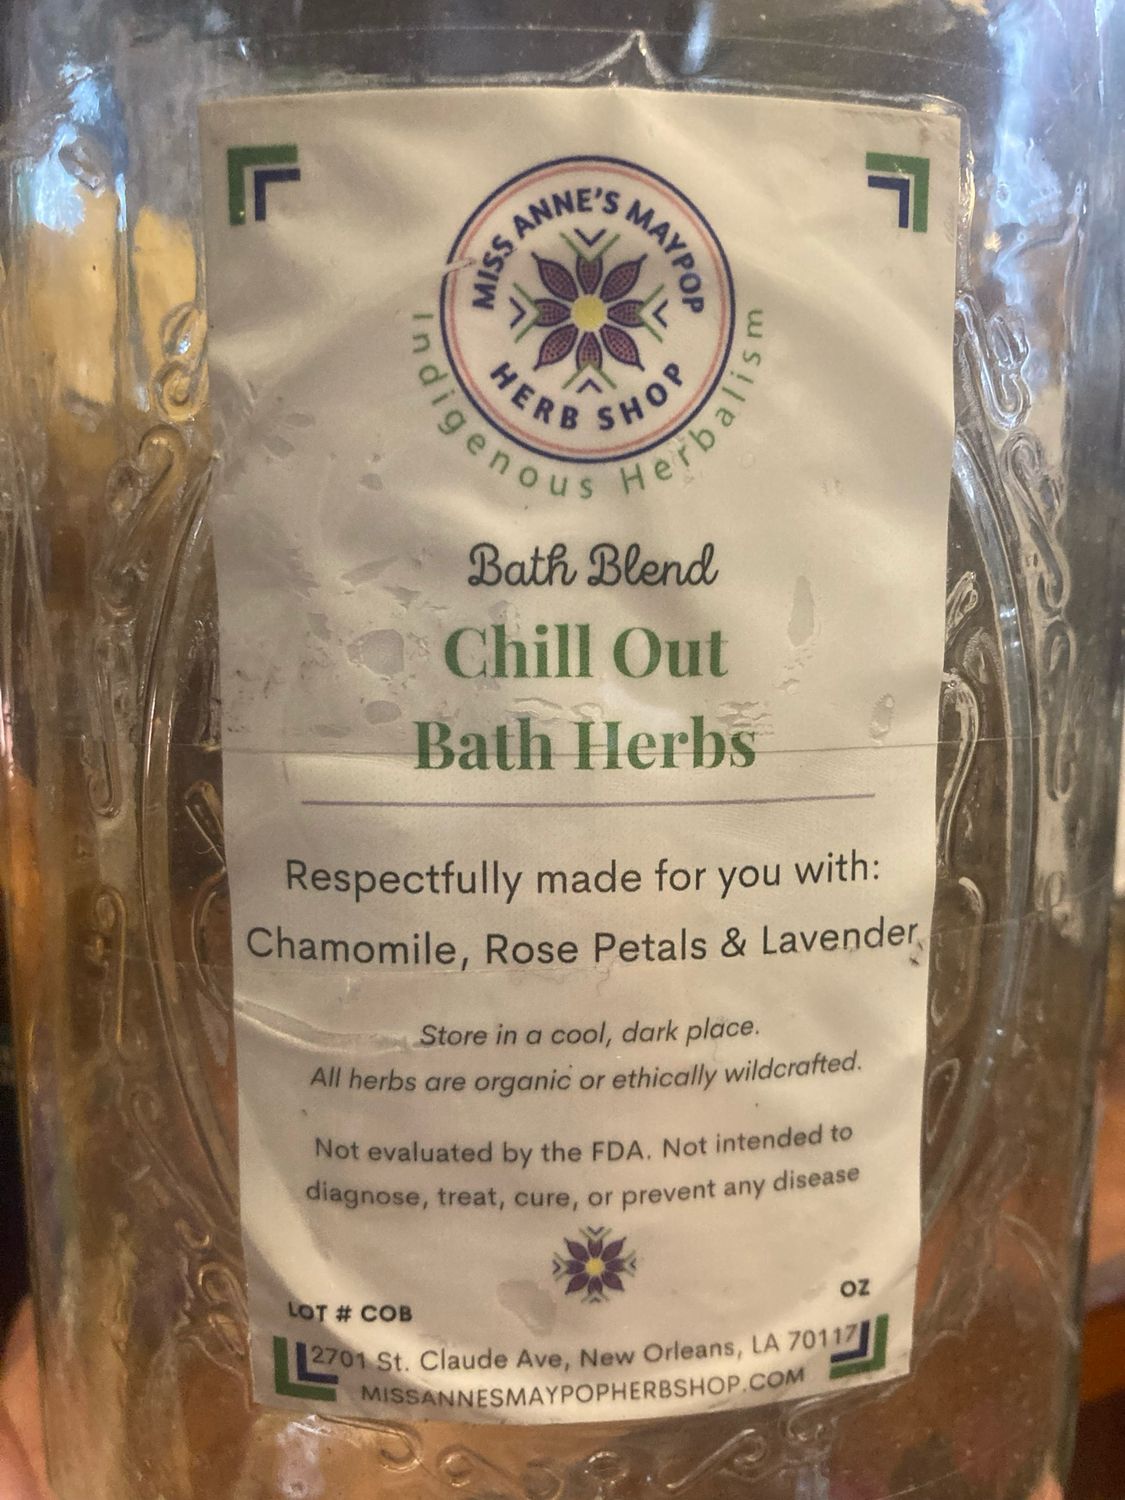 MISS ANNE'S MAYPOP
HERB SHOP
Indigenous Herbalism
Bath Blend
Chill Out
Bath Herbs
Respectfully made for you with:
Chamomile, Rose Petals & Lavender
Store in a cool, dark place.
All herbs are organic or ethically wildcrafted.
Not evaluated by the FDA. Not intended to
diagnose, treat, cure, or prevent any disease
LOT # COB OZ
2701 St. Claude Ave, New Orleans, LA 70117
MISSANNESMAYPOPHERBSHOP.COM